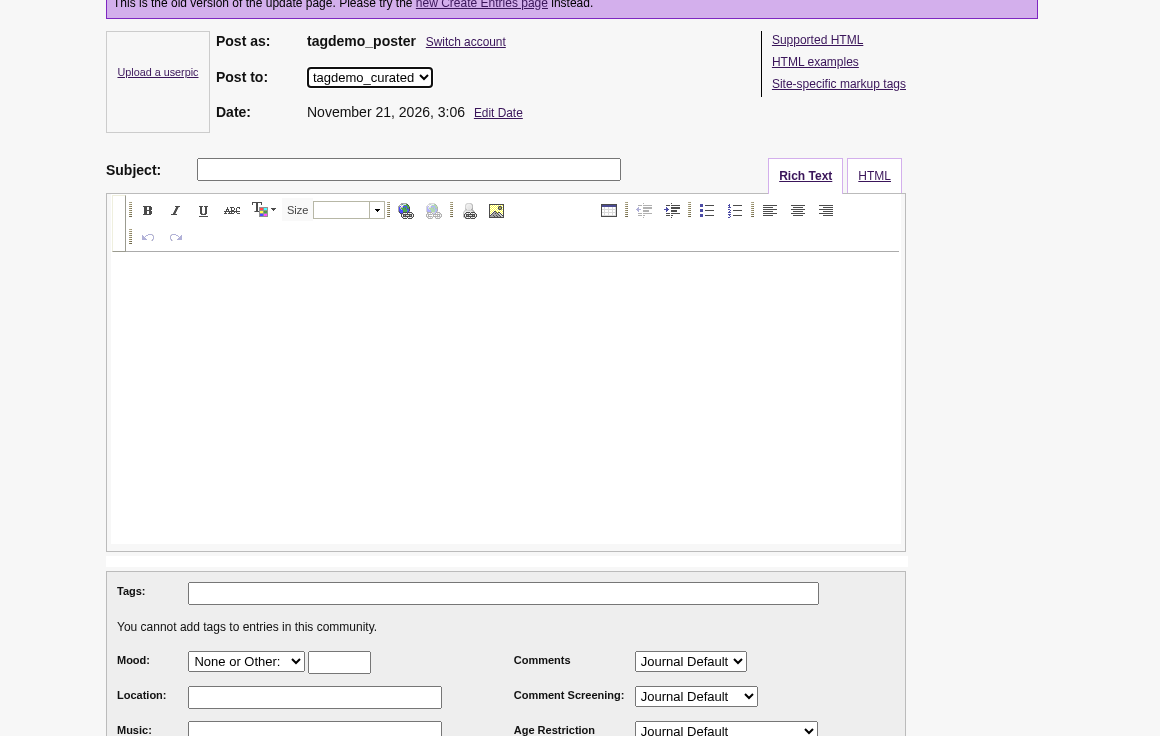 This is the old version of the update page. Please try the new Create Entries page instead.
Upload a userpic
Post as: tagdemo_poster Switch account
Post to: tagdemo_curated
Date: November 21, 2026, 3:06 Edit Date
Supported HTML
HTML examples
Site-specific markup tags
Subject:
Rich Text HTML
B I U ABC T Size
Tags:
You cannot add tags to entries in this community.
Mood: None or Other:
Comments Journal Default
Location:
Comment Screening: Journal Default
Music:
Age Restriction Journal Default